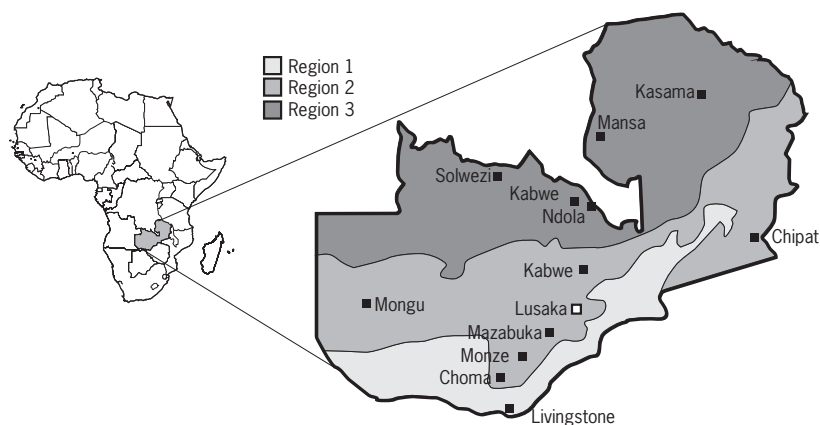 Region 1
Region 2
Region 3
Kasama
Mansa
Solwezi
Kabwe
Ndola
Chipat
Kabwe
Mongu
Lusaka
Mazabuka
Monze
Choma
Livingstone